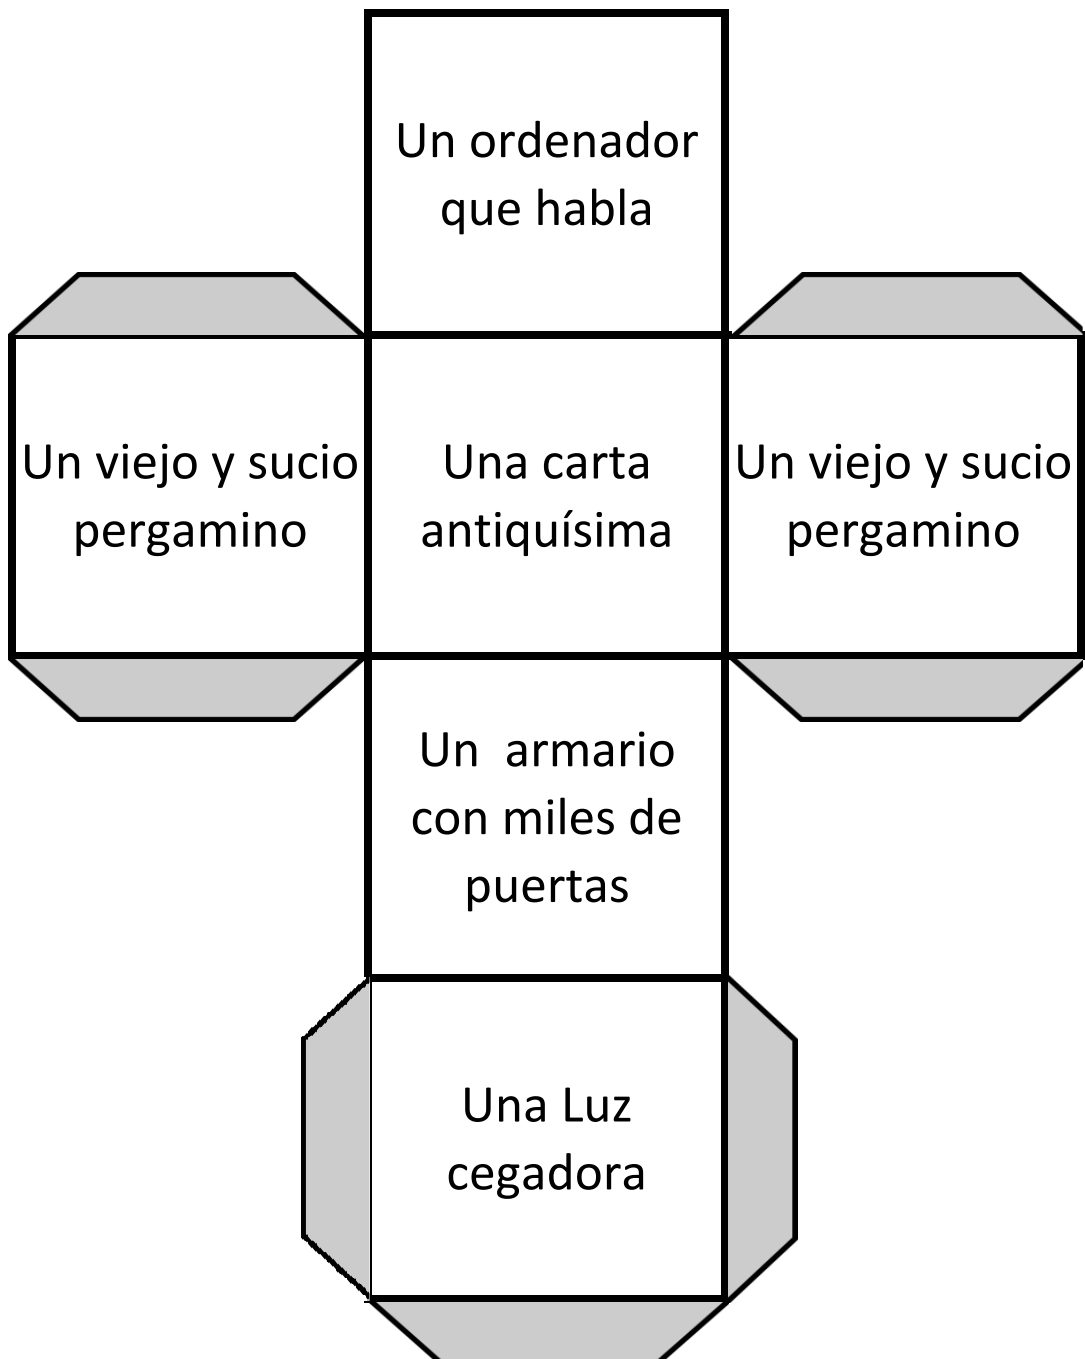 Un ordenador
que habla
Un viejo y sucio
pergamino
Una carta
antiquísima
Un viejo y sucio
pergamino
Un  armario
con miles de
puertas
Una Luz
cegadora